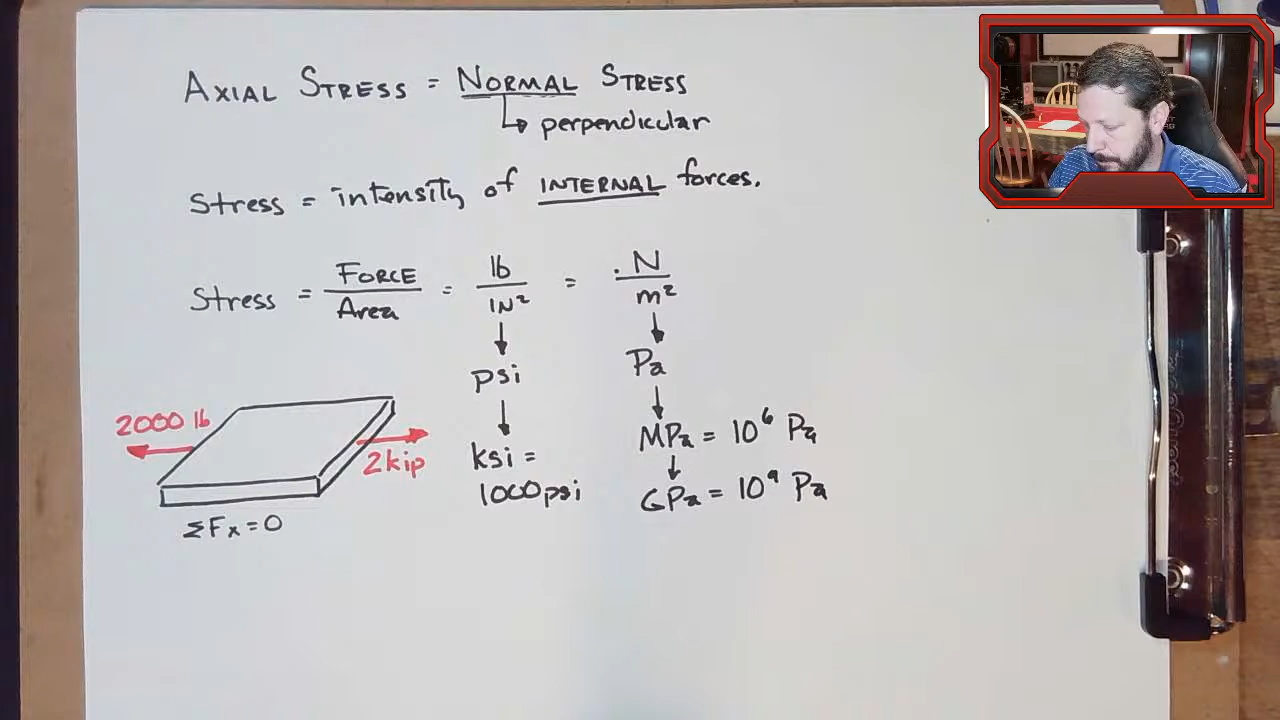 AXIAL STRESS = NORMAL STRESS
↳ perpendicular
Stress = intensity of INTERNAL forces.
Stress = FORCE / Area = lb / IN² = N / m²
↓ ↓
psi Pa
↓ ↓
ksi = 1000psi
MPa = 10⁶ Pa
↓
GPa = 10⁹ Pa
2000 lb
2kip
ΣFx = 0